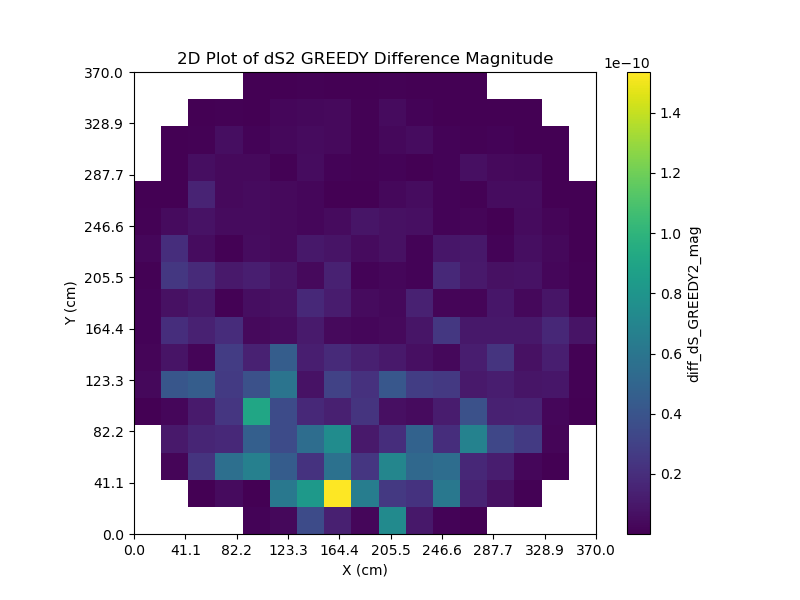 2D Plot of dS2 GREEDY Difference Magnitude
1e−10
370.0
328.9
287.7
246.6
205.5
164.4
123.3
82.2
41.1
0.0
Y (cm)
0.0 41.1 82.2 123.3 164.4 205.5 246.6 287.7 328.9 370.0
X (cm)
1.4
1.2
1.0
0.8
0.6
0.4
0.2
diff_dS_GREEDY2_mag